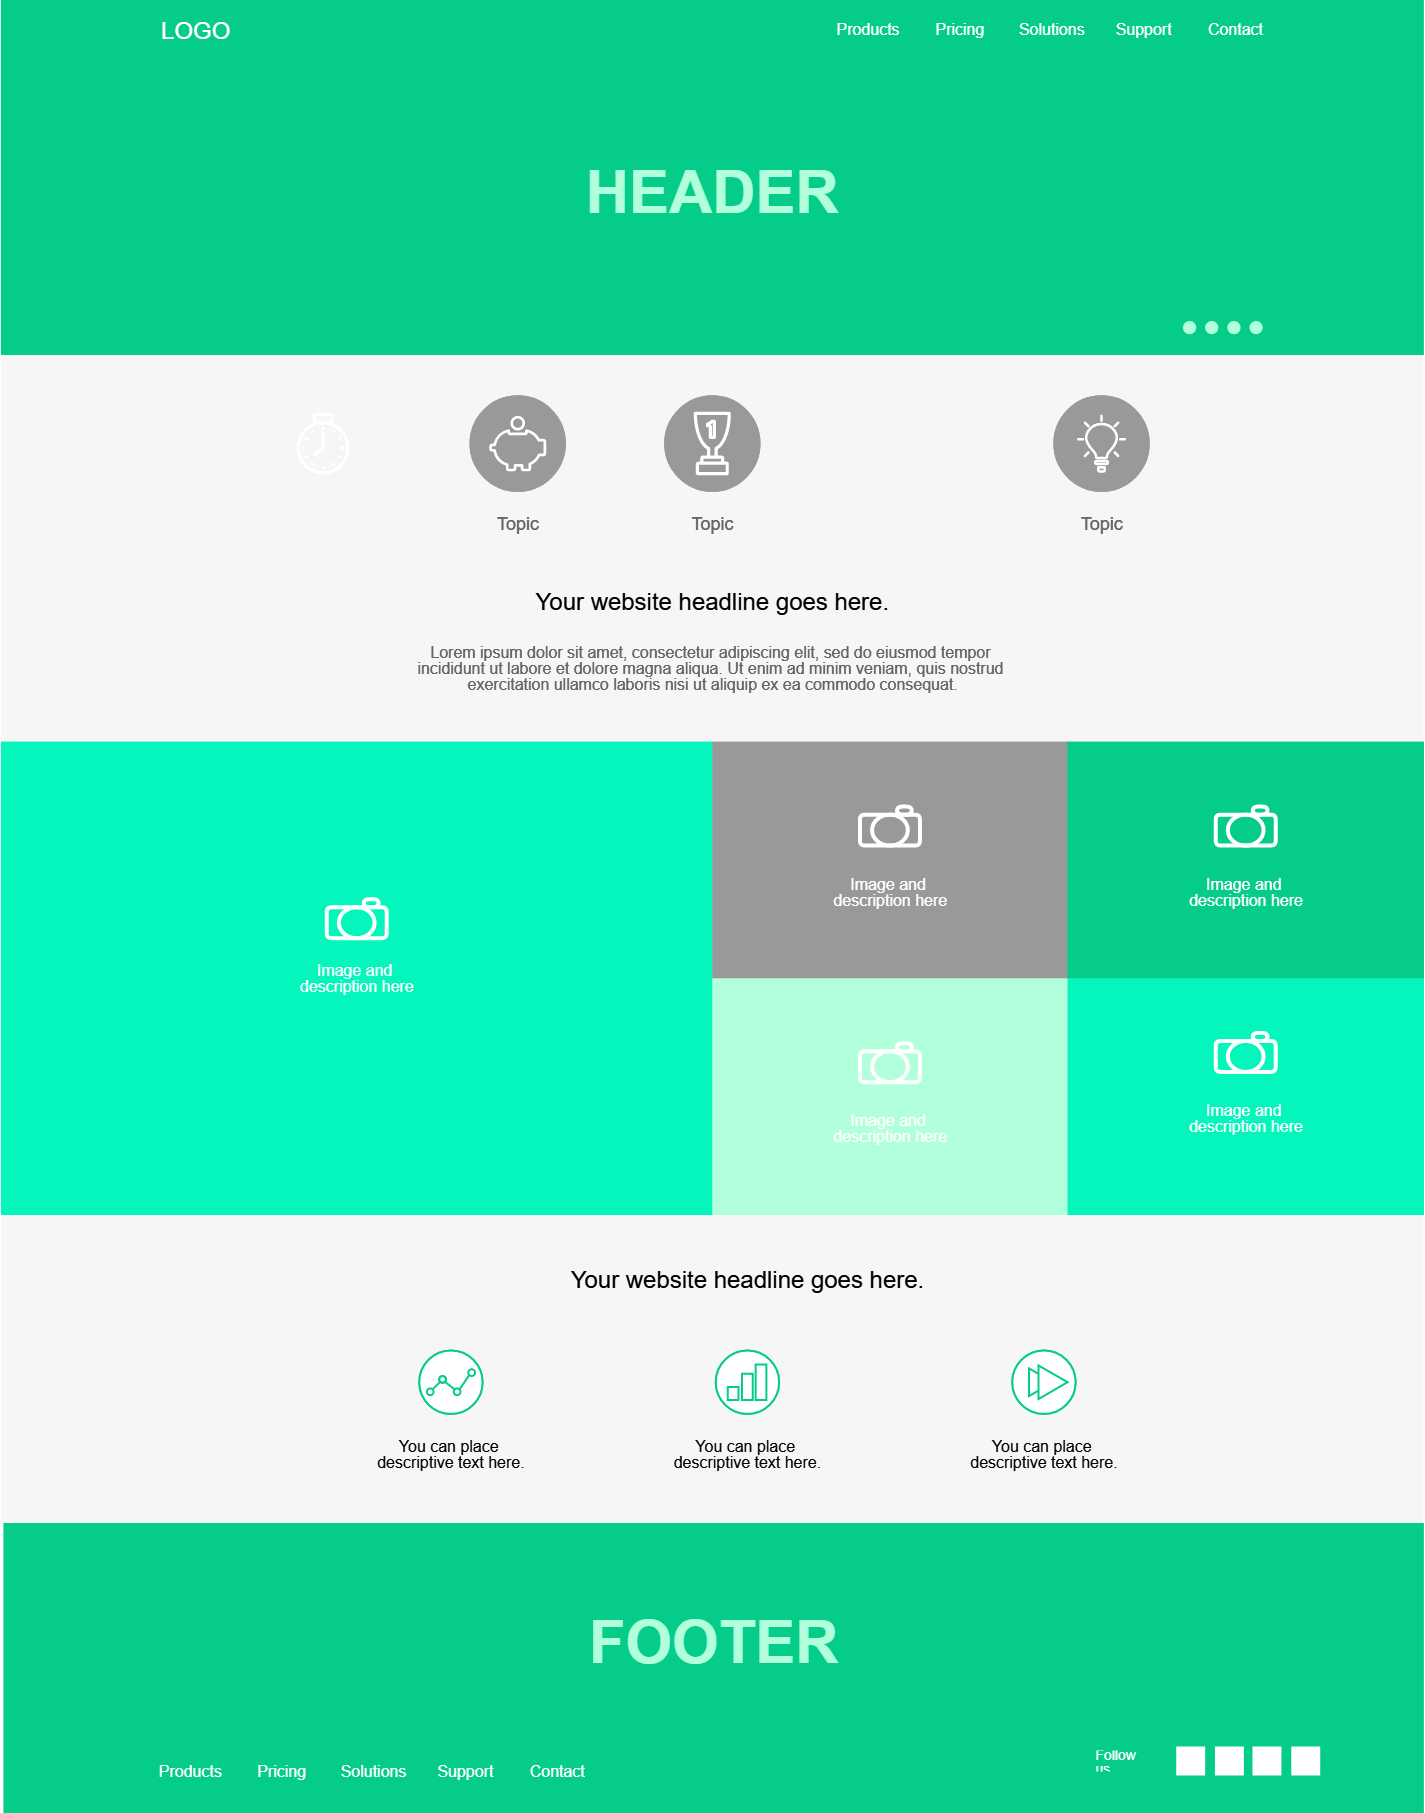 LOGO
Products
Pricing
Solutions
Support
Contact
HEADER
1
Topic
Topic
Topic
Your website headline goes here.
Lorem ipsum dolor sit amet, consectetur adipiscing elit, sed do eiusmod tempor
incididunt ut labore et dolore magna aliqua. Ut enim ad minim veniam, quis nostrud
exercitation ullamco laboris nisi ut aliquip ex ea commodo consequat.
Image and
description here
Image and
description here
Image and
description here
Image and
description here
Image and
description here
Your website headline goes here.
You can place
descriptive text here.
You can place
descriptive text here.
You can place
descriptive text here.
FOOTER
Products
Pricing
Solutions
Support
Contact
Follow
us